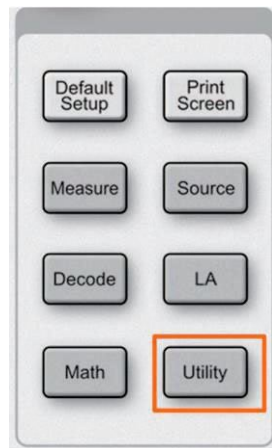 Default
Setup
Print
Screen
Measure
Source
Decode
LA
Math
Utility